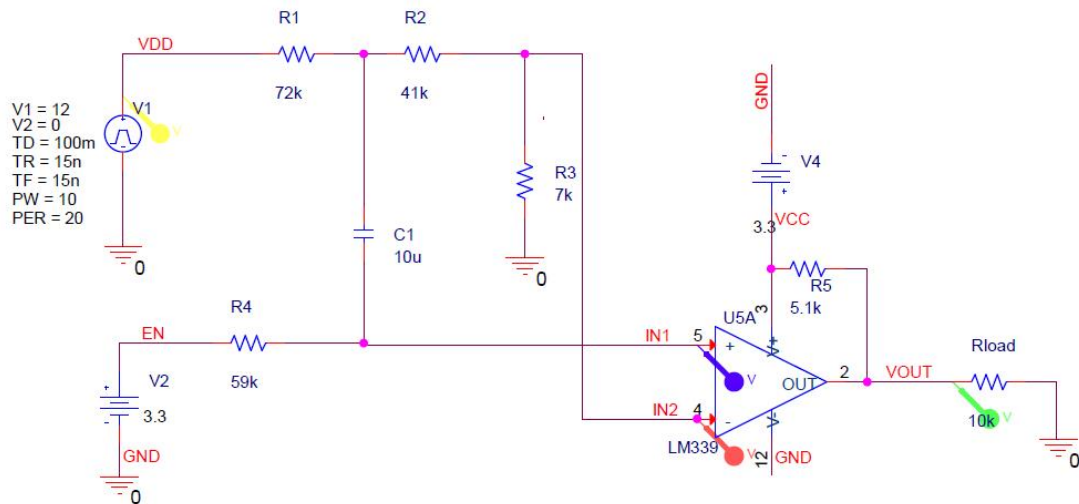 R1
R2
VDD
72k
41k
V1 = 12
V2 = 0
TD = 100m
TR = 15n
TF = 15n
PW = 10
PER = 20
V1
V
0
R3
7k
0
C1
10u
GND
V4
3.3
VCC
R5
5.1k
R4
EN
59k
V2
3.3
GND
0
IN1
IN2
5
4
+
-
U5A
3
V+
OUT
2
V-
12
LM339
GND
V
V
VOUT
Rload
10k
V
0